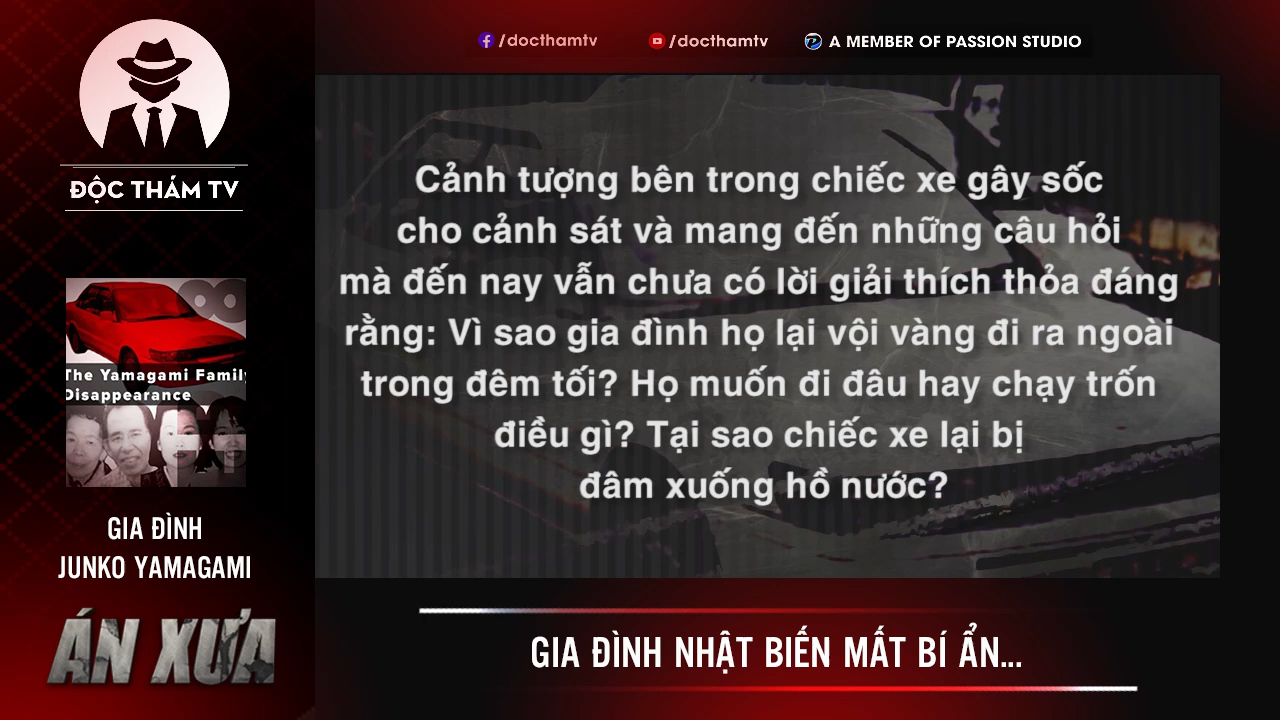 /docthamtv
/docthamtv
A MEMBER OF PASSION STUDIO
ĐỘC THÁM TV
Cảnh tượng bên trong chiếc xe gây sốc
cho cảnh sát và mang đến những câu hỏi
mà đến nay vẫn chưa có lời giải thích thỏa đáng
rằng: Vì sao gia đình họ lại vội vàng đi ra ngoài
trong đêm tối? Họ muốn đi đâu hay chạy trốn
điều gì? Tại sao chiếc xe lại bị
đâm xuống hồ nước?
The Yamagami Family
Disappearance
GIA ĐÌNH
JUNKO YAMAGAMI
ÁN XƯA
GIA ĐÌNH NHẬT BIẾN MẤT BÍ ẨN...